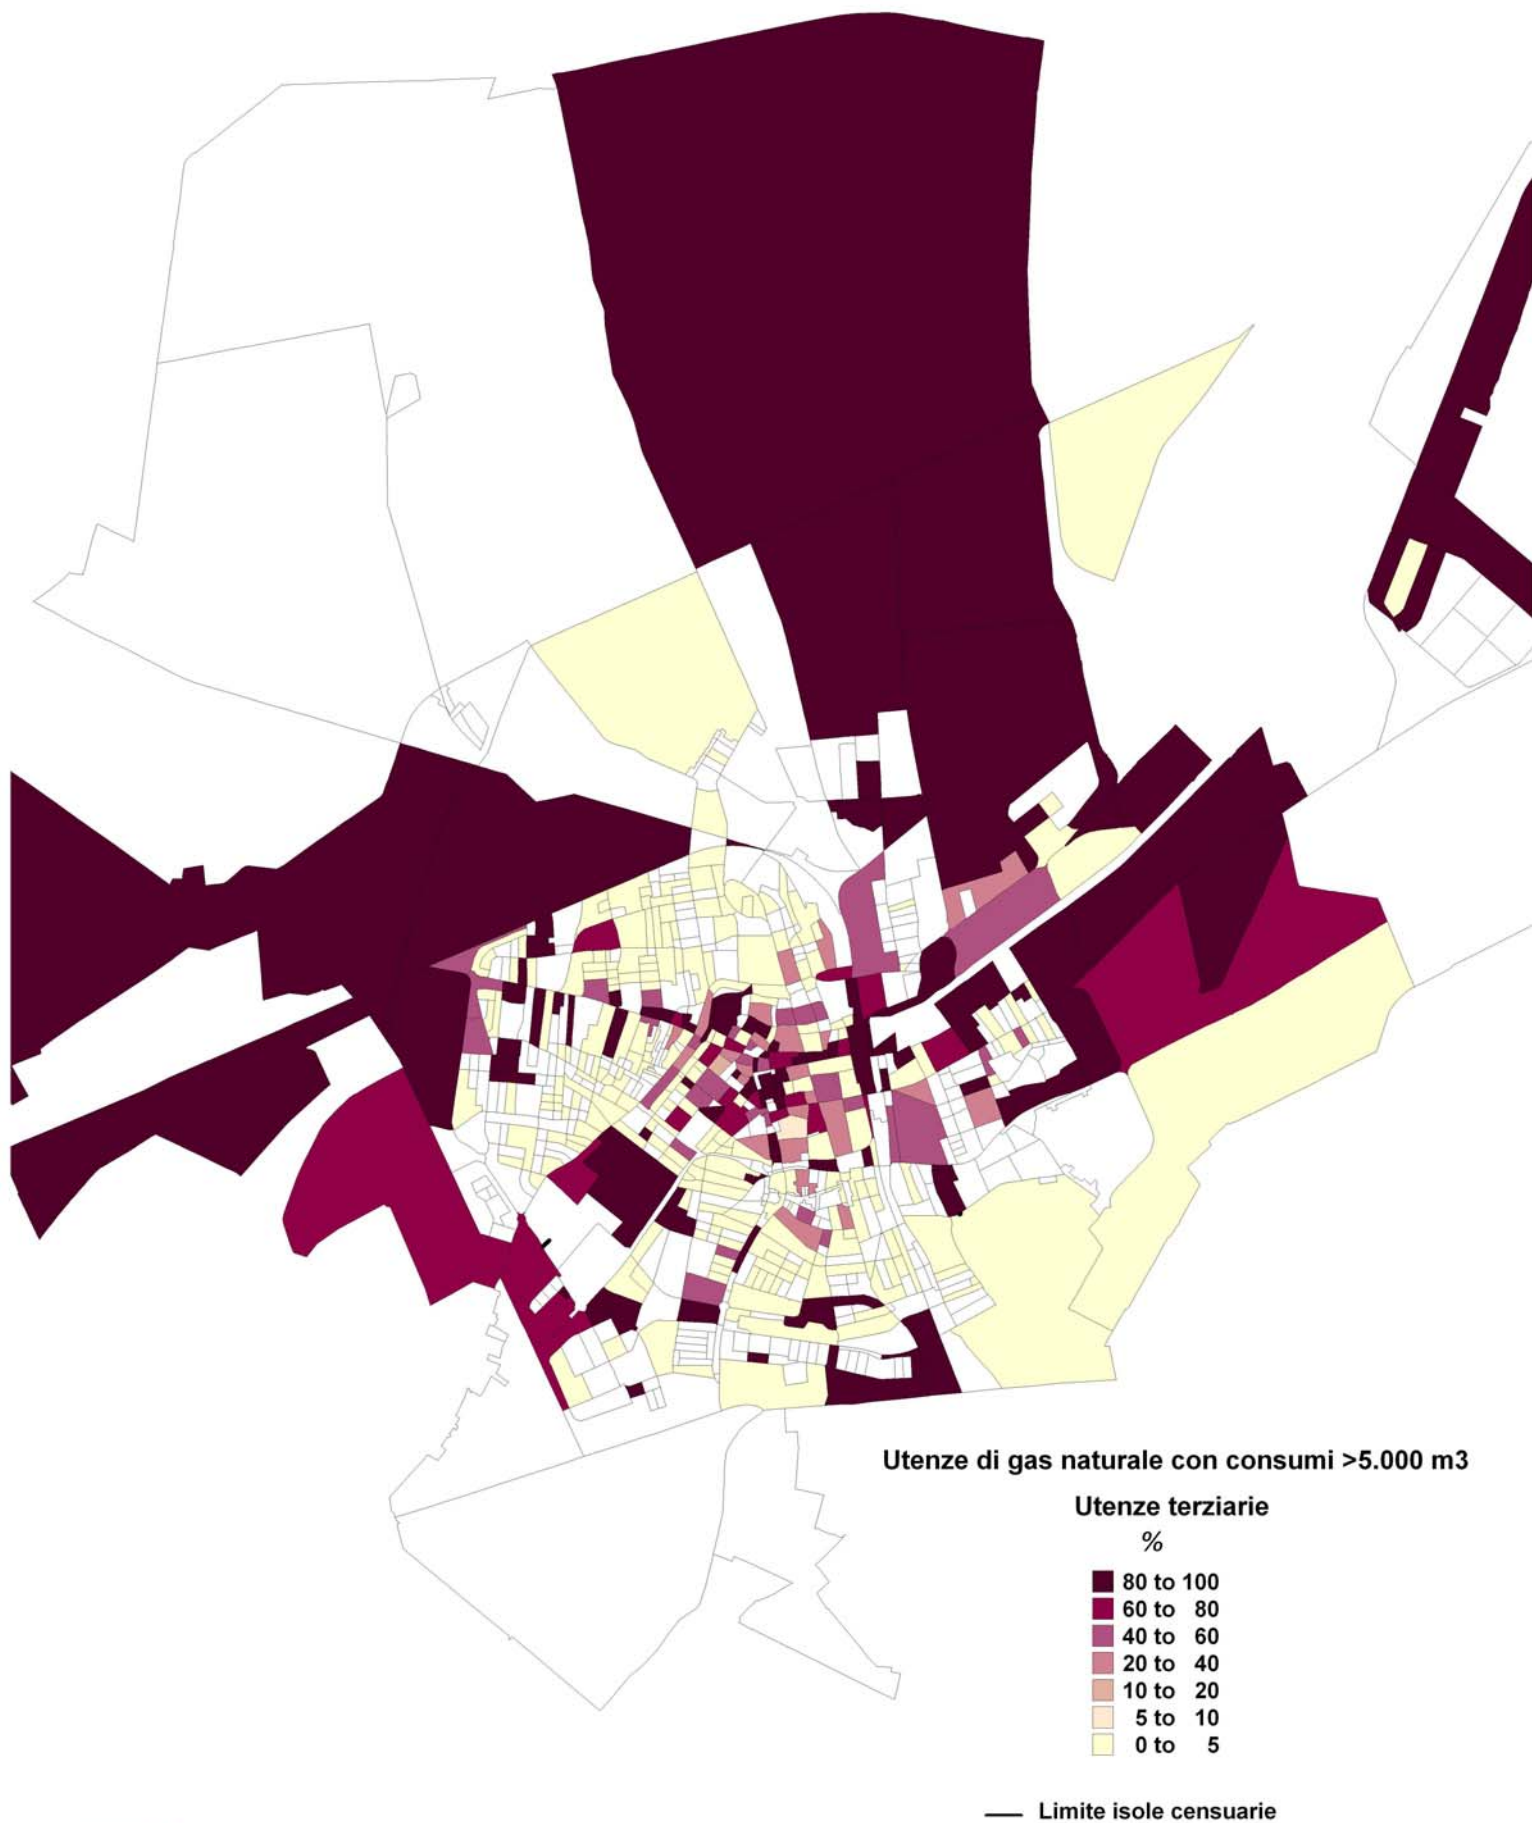 Utenze di gas naturale con consumi >5.000 m3
Utenze terziarie
%
80 to 100
60 to 80
40 to 60
20 to 40
10 to 20
5 to 10
0 to 5
Limite isole censuarie